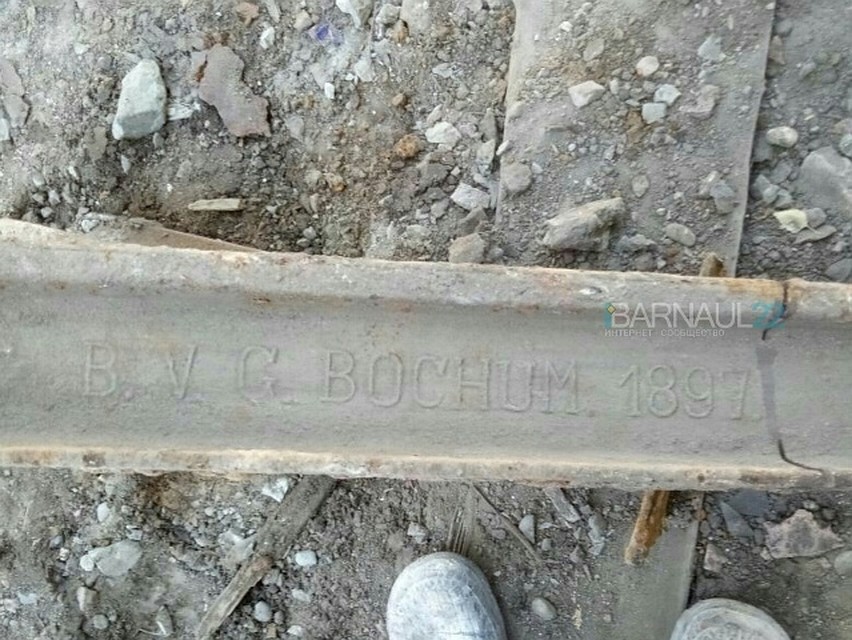 BARNAUL22
ИНТЕРНЕТ - СООБЩЕСТВО
B. V. G. BOCHUM. 1897.